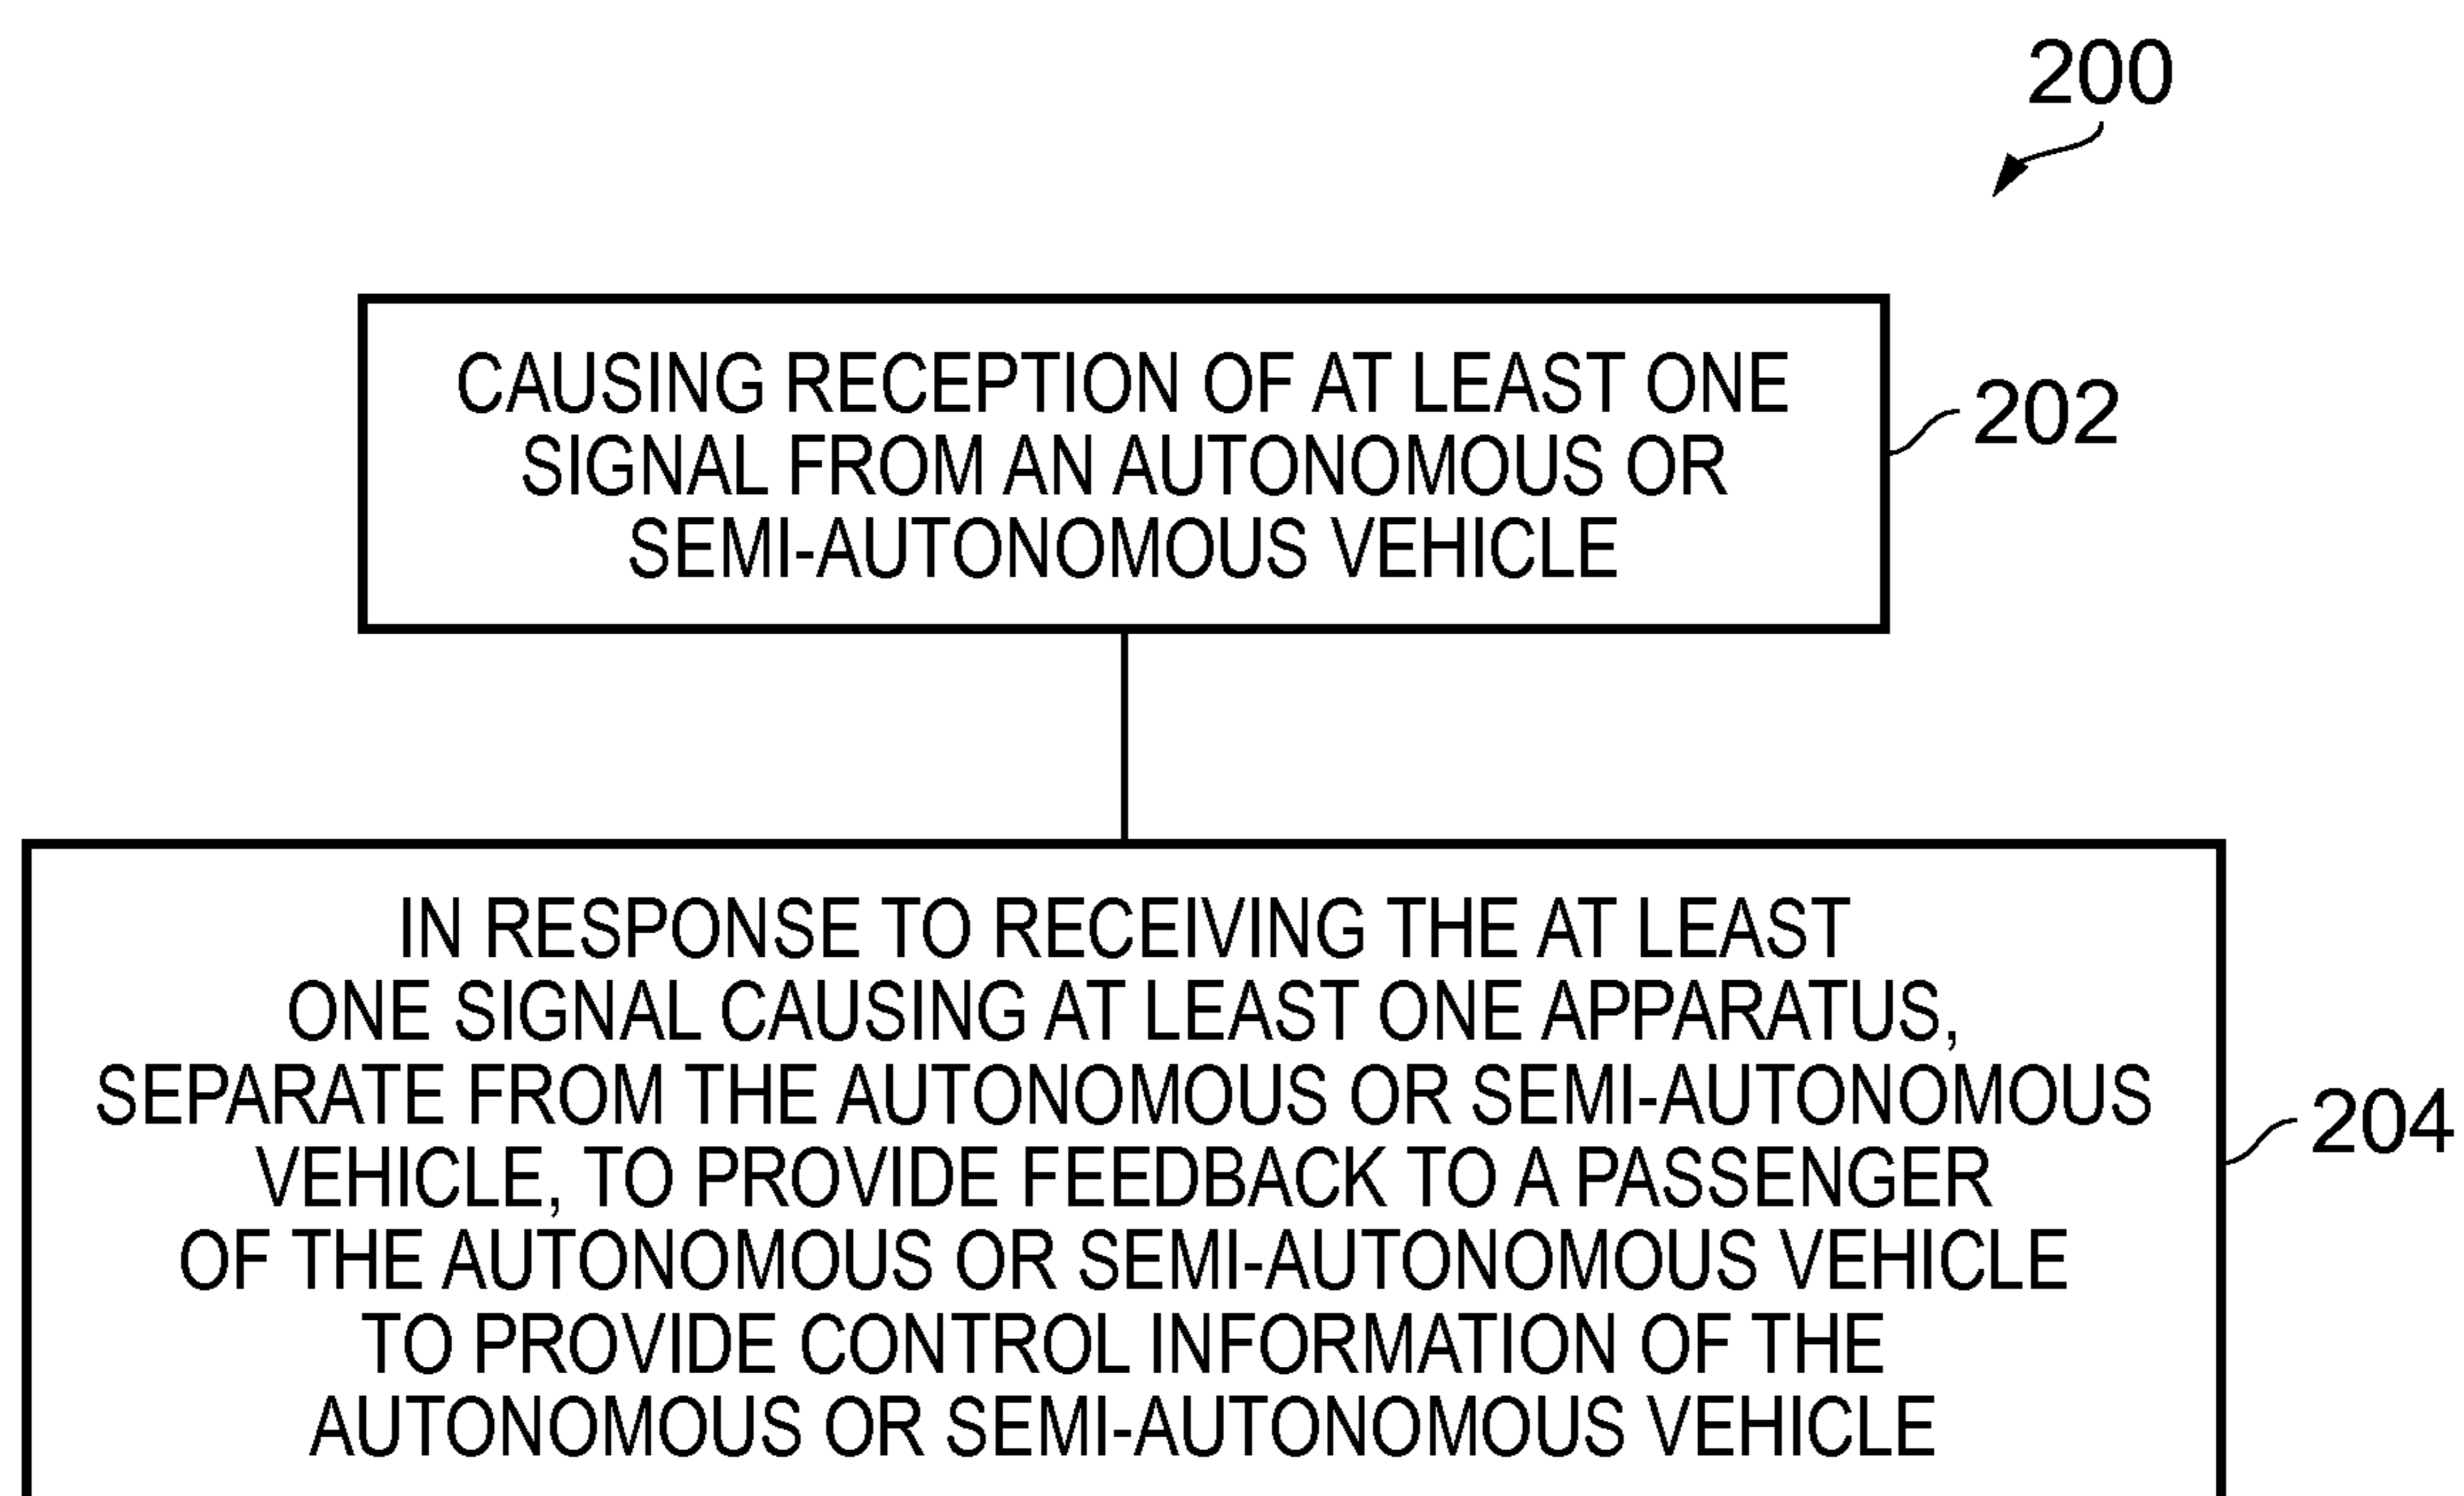 200
CAUSING RECEPTION OF AT LEAST ONE
SIGNAL FROM AN AUTONOMOUS OR
SEMI-AUTONOMOUS VEHICLE
202
IN RESPONSE TO RECEIVING THE AT LEAST
ONE SIGNAL CAUSING AT LEAST ONE APPARATUS,
SEPARATE FROM THE AUTONOMOUS OR SEMI-AUTONOMOUS
VEHICLE, TO PROVIDE FEEDBACK TO A PASSENGER
OF THE AUTONOMOUS OR SEMI-AUTONOMOUS VEHICLE
TO PROVIDE CONTROL INFORMATION OF THE
AUTONOMOUS OR SEMI-AUTONOMOUS VEHICLE
204